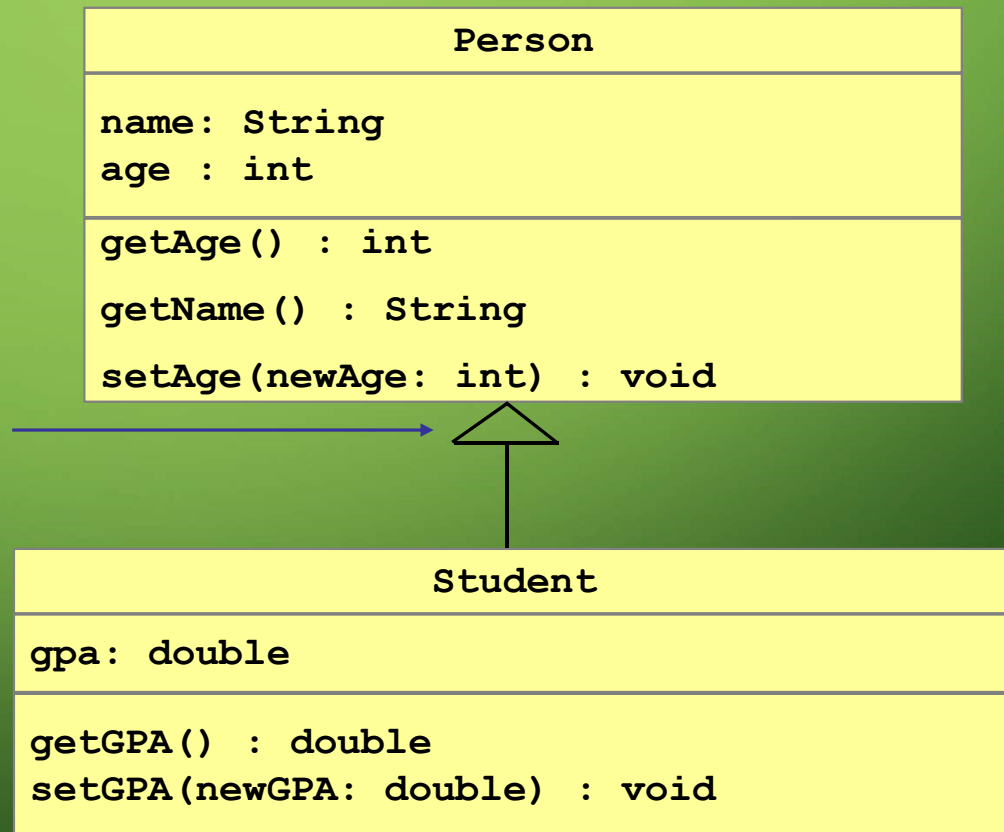 Person
name: String
age : int
getAge() : int
getName() : String
setAge(newAge: int) : void
Student
gpa: double
getGPA() : double
setGPA(newGPA: double) : void